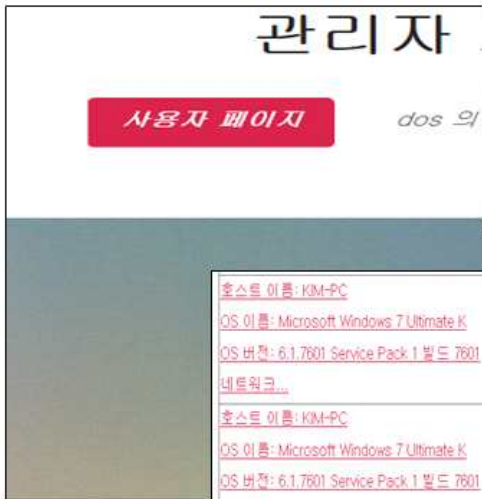 관리자
사용자 페이지
dos 의
호스트 이름: KIM-PC
OS 이름: Microsoft Windows 7 Ultimate K
OS 버전: 6.1.7601 Service Pack 1 빌드 7601
네트워크...
호스트 이름: KIM-PC
OS 이름: Microsoft Windows 7 Ultimate K
OS 버전: 6.1.7601 Service Pack 1 빌드 7601